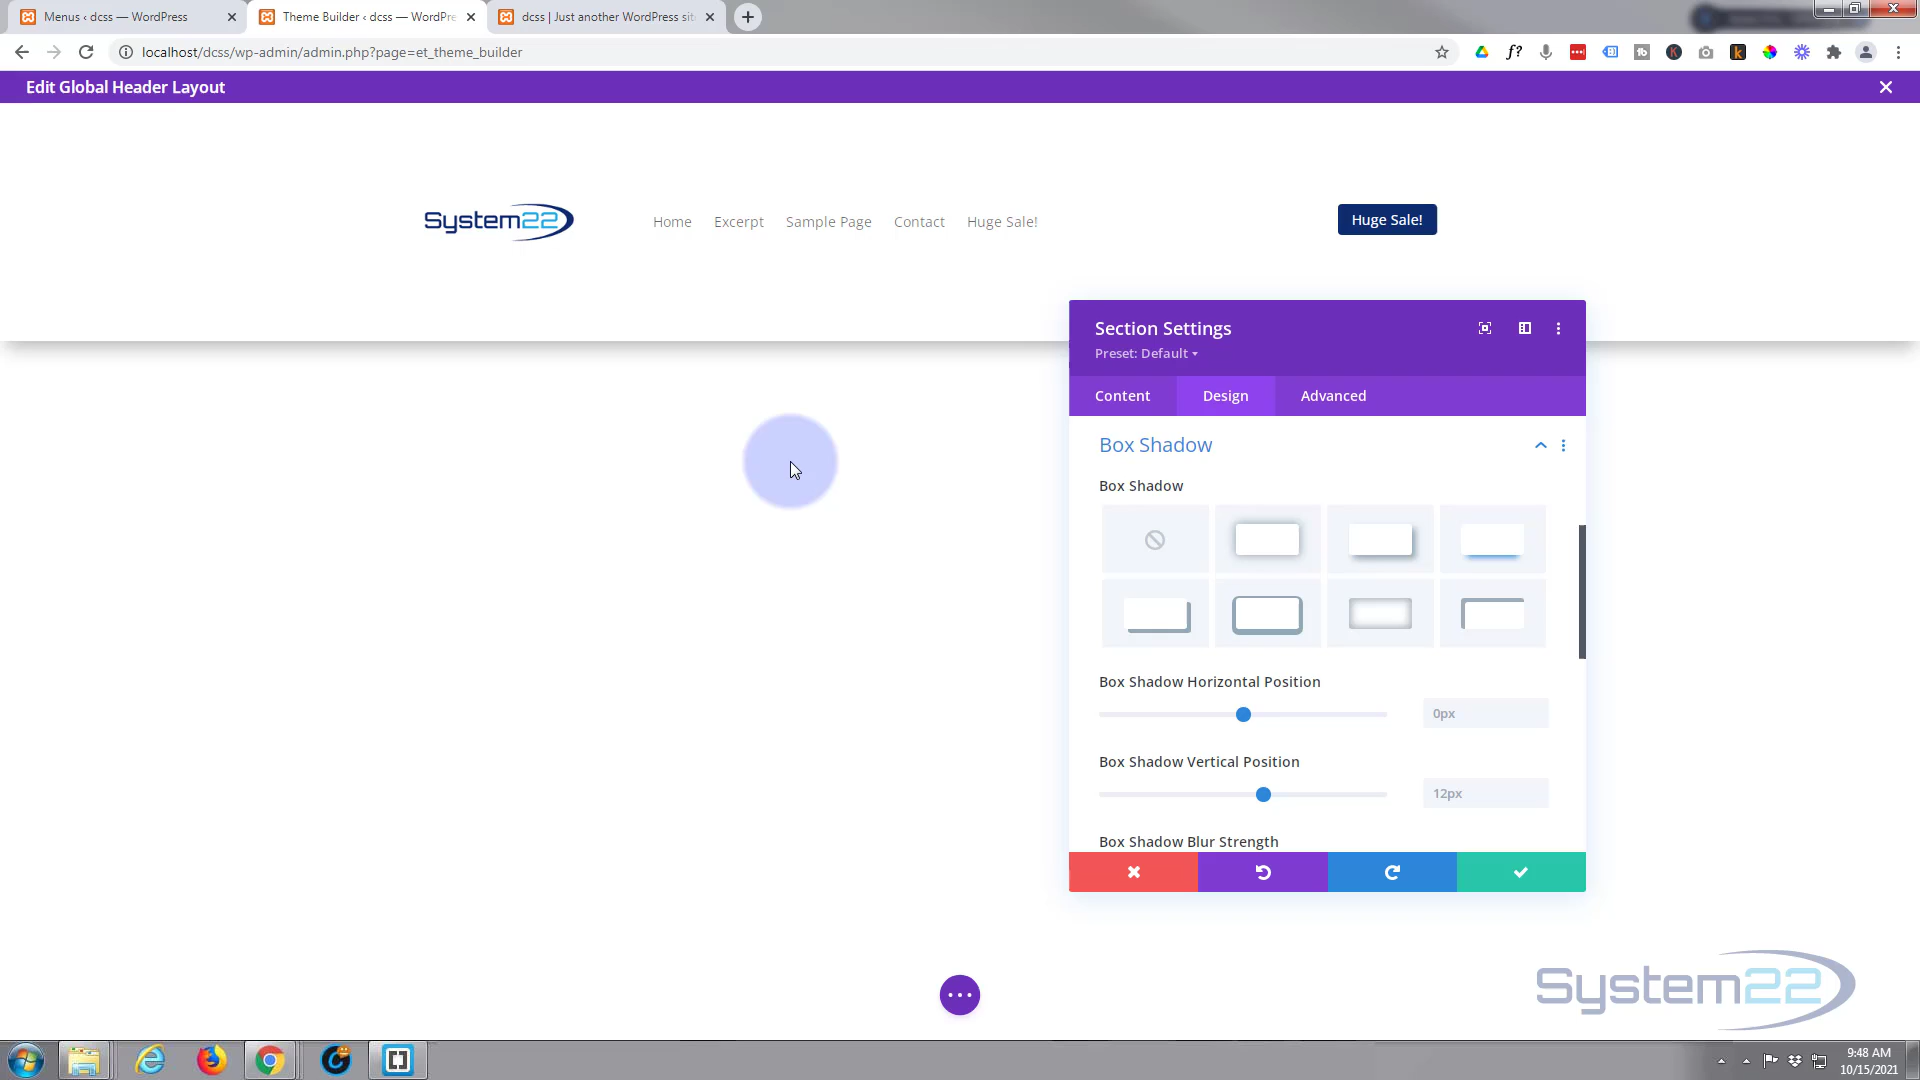 Menus ‹ dcss — WordPress
Theme Builder ‹ dcss — WordPre
dcss | Just another WordPress sit
localhost/dcss/wp-admin/admin.php?page=et_theme_builder
f?
Edit Global Header Layout
System22
Home
Excerpt
Sample Page
Contact
Huge Sale!
Huge Sale!
Section Settings
Preset: Default
Content
Design
Advanced
Box Shadow
Box Shadow
Box Shadow Horizontal Position
0px
Box Shadow Vertical Position
12px
Box Shadow Blur Strength
System22
9:48 AM
10/15/2021